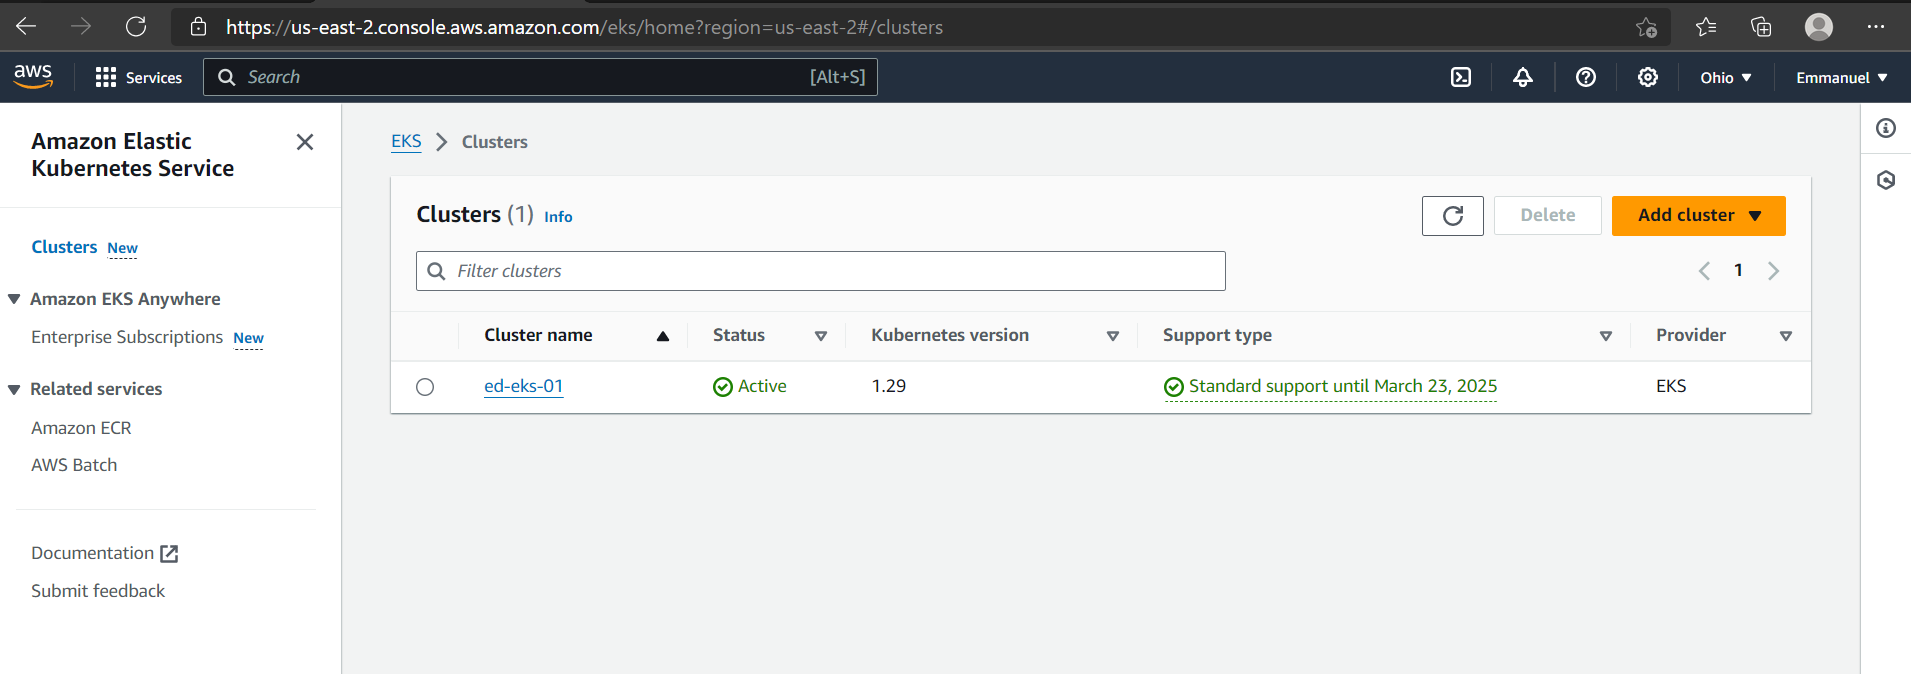 https://us-east-2.console.aws.amazon.com/eks/home?region=us-east-2#/clusters
aws
Services
Search
[Alt+S]
Ohio
Emmanuel
Amazon Elastic
Kubernetes Service
Clusters New
Amazon EKS Anywhere
Enterprise Subscriptions New
Related services
Amazon ECR
AWS Batch
Documentation
Submit feedback
EKS
Clusters
Clusters (1) Info
Delete
Add cluster
Filter clusters
1
Cluster name Status Kubernetes version Support type Provider
ed-eks-01 Active 1.29 Standard support until March 23, 2025 EKS